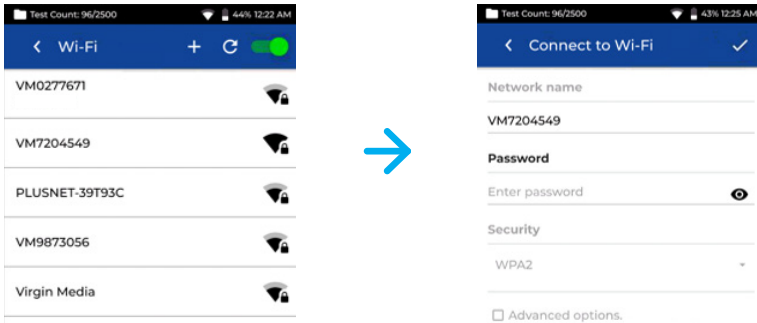 Test Count: 96/2500 44% 12:22 AM
Wi-Fi
VM0277671
VM7204549
PLUSNET-39T93C
VM9873056
Virgin Media
Test Count: 96/2500 43% 12:25 AM
Connect to Wi-Fi
Network name
VM7204549
Password
Enter password
Security
WPA2
Advanced options.